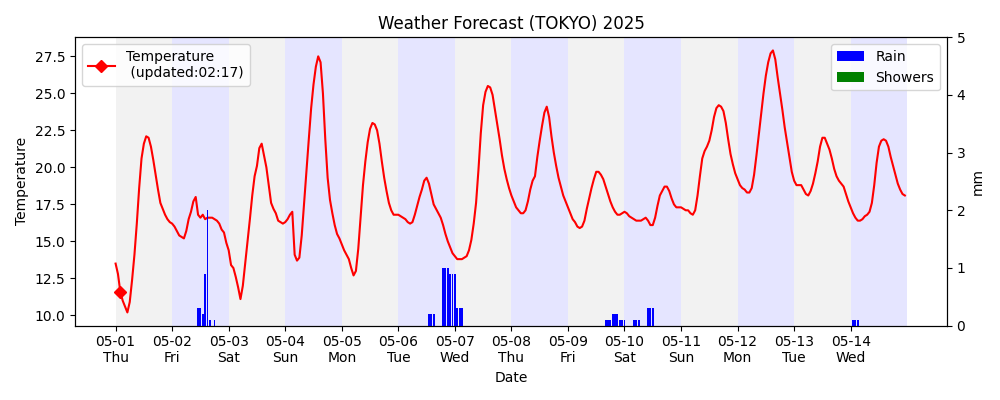 Weather Forecast (TOKYO) 2025
Temperature
(updated:02:17)
Rain
Showers
27.5
25.0
22.5
20.0
17.5
15.0
12.5
10.0
Temperature
5
4
3
2
1
0
mm
05-01 05-02 05-03 05-04 05-05 05-06 05-07 05-08 05-09 05-10 05-11 05-12 05-13 05-14
Thu Fri Sat Sun Mon Tue Wed Thu Fri Sat Sun Mon Tue Wed
Date